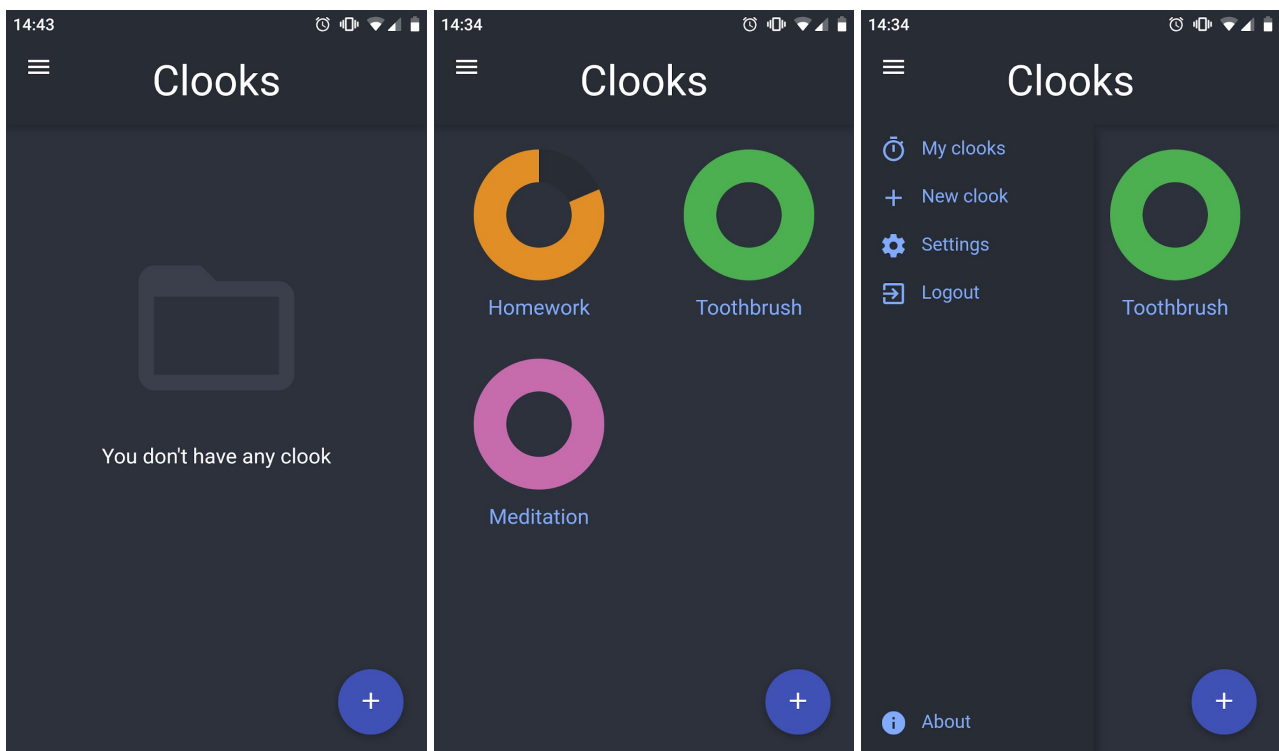 14:43
Clooks
You don't have any clook
+
14:34
Clooks
Homework
Toothbrush
Meditation
+
14:34
Clooks
My clooks
+ New clook
Settings
Logout
Toothbrush
About
+